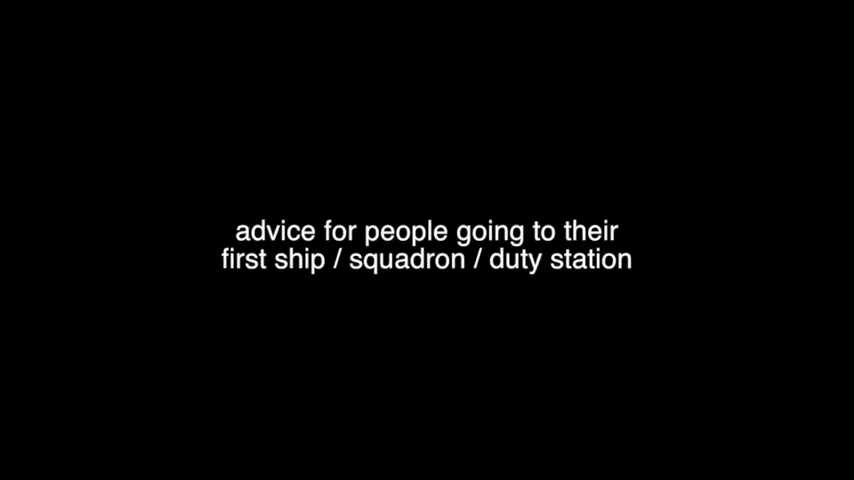 advice for people going to their
first ship / squadron / duty station